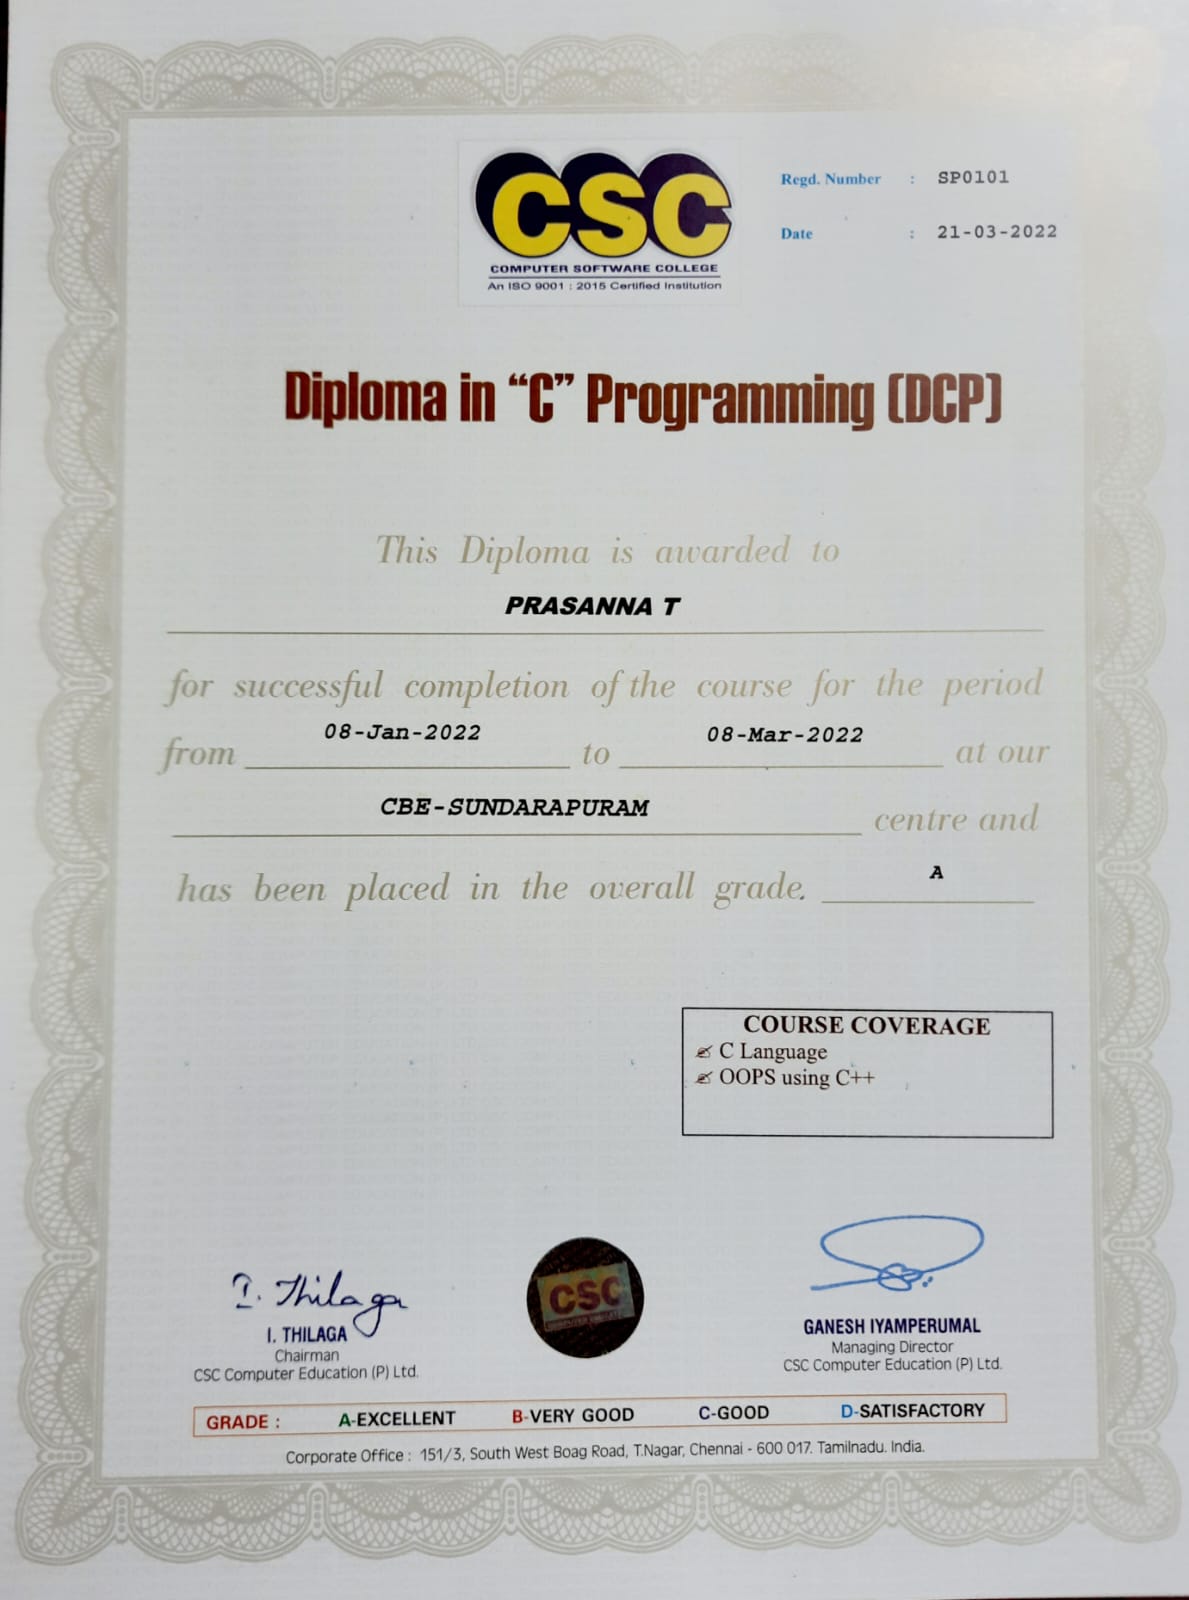 CSC
COMPUTER SOFTWARE COLLEGE
An ISO 9001 : 2015 Certified Institution
Regd. Number : SP0101
Date : 21-03-2022
Diploma in “C” Programming (DCP)
This Diploma is awarded to
PRASANNA T
for successful completion of the course for the period
from 08-Jan-2022 to 08-Mar-2022 at our
CBE-SUNDARAPURAM centre and
has been placed in the overall grade. A
COURSE COVERAGE
C Language
OOPS using C++
I. Thilaga
I. THILAGA
Chairman
CSC Computer Education (P) Ltd.
CSC
GANESH IYAMPERUMAL
Managing Director
CSC Computer Education (P) Ltd.
GRADE : A-EXCELLENT B-VERY GOOD C-GOOD D-SATISFACTORY
Corporate Office : 151/3, South West Boag Road, T.Nagar, Chennai - 600 017. Tamilnadu. India.